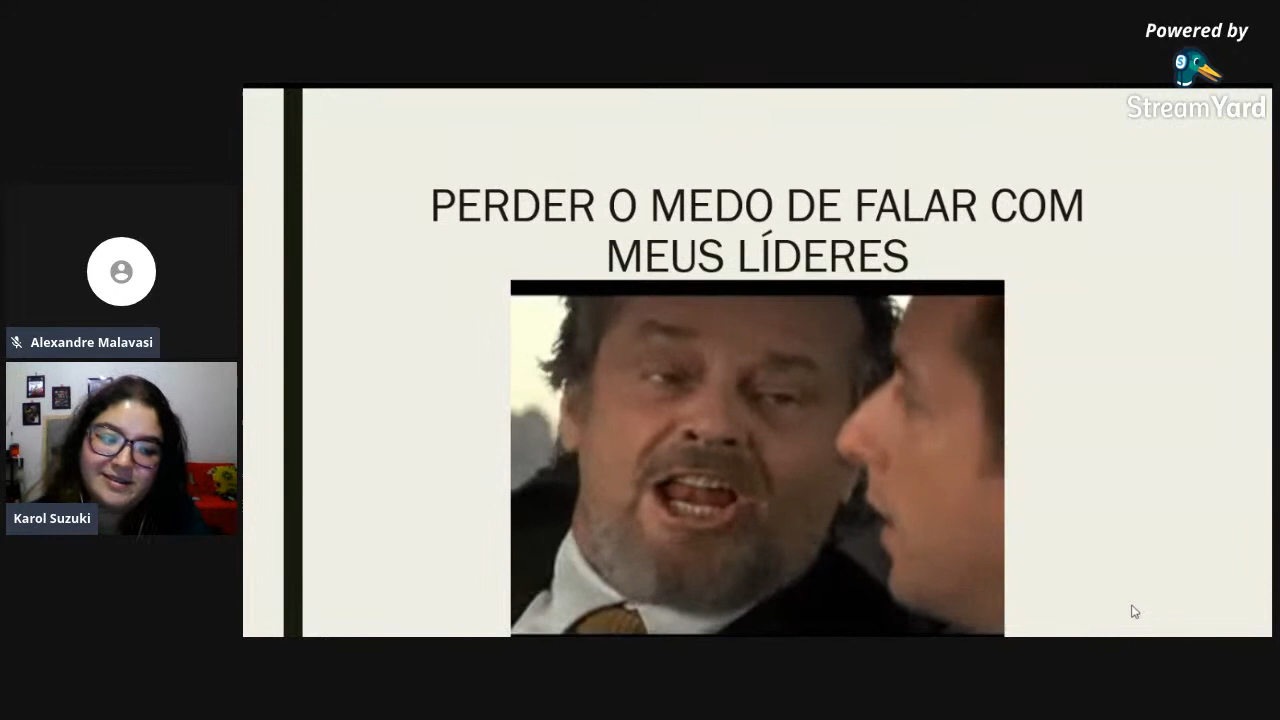 Powered by
StreamYard
PERDER O MEDO DE FALAR COM
MEUS LÍDERES
Alexandre Malavasi
Karol Suzuki